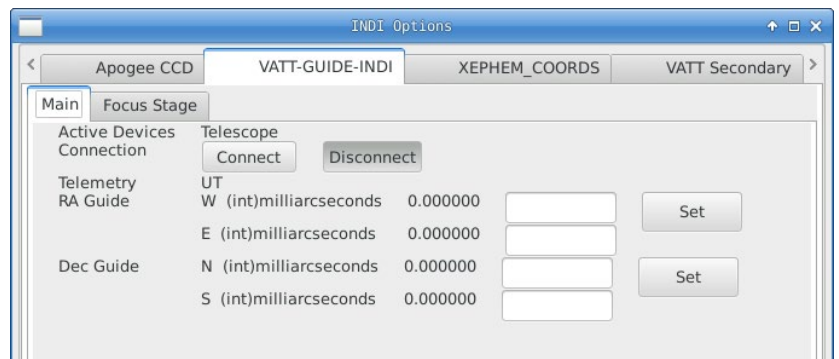 INDI Options
Apogee CCD VATT-GUIDE-INDI XEPHEM_COORDS VATT Secondary
Main Focus Stage
Active Devices Telescope
Connection Connect Disconnect
Telemetry UT
RA Guide W (int)milliarcseconds 0.000000 Set
E (int)milliarcseconds 0.000000
Dec Guide N (int)milliarcseconds 0.000000 Set
S (int)milliarcseconds 0.000000